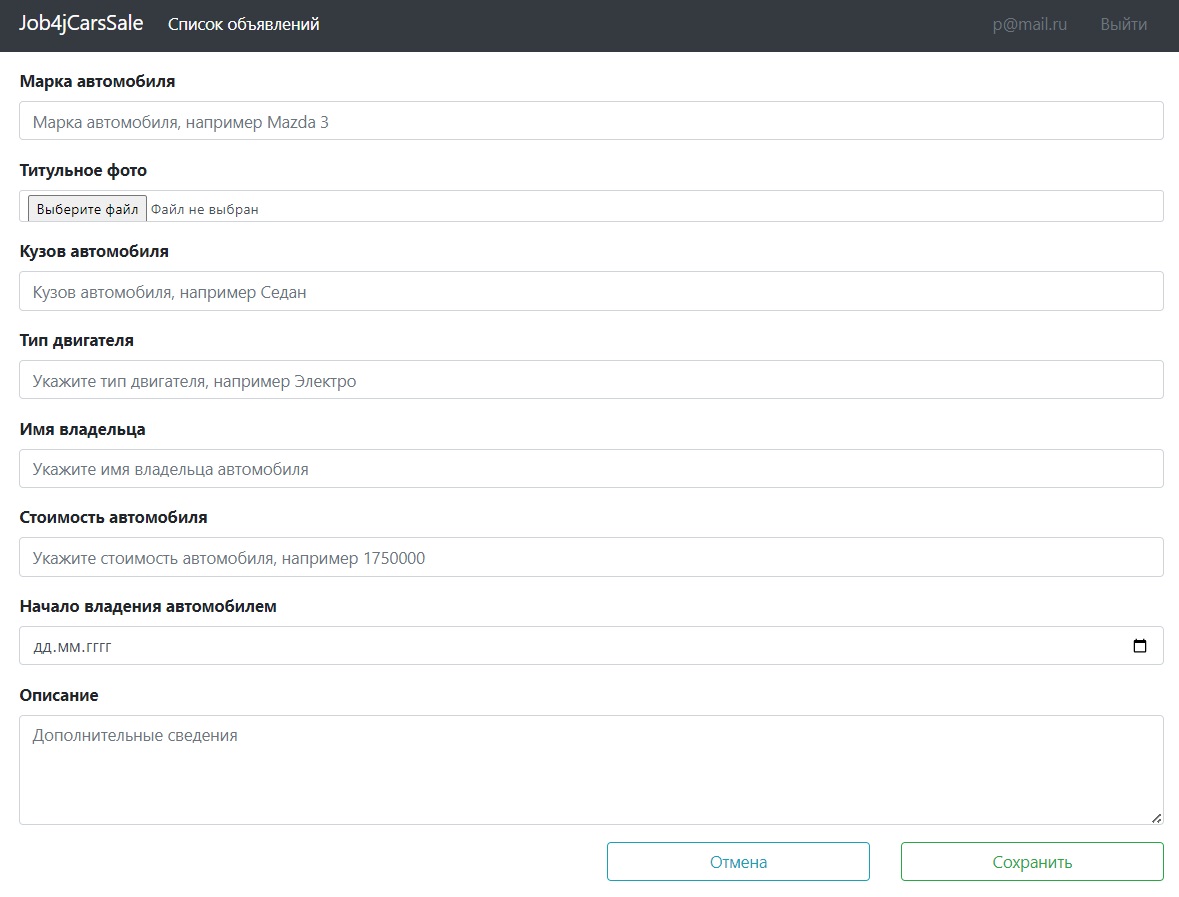 Job4jCarsSale Список объявлений p@mail.ru Выйти
Марка автомобиля
Марка автомобиля, например Mazda 3
Титульное фото
Выберите файл Файл не выбран
Кузов автомобиля
Кузов автомобиля, например Седан
Тип двигателя
Укажите тип двигателя, например Электро
Имя владельца
Укажите имя владельца автомобиля
Стоимость автомобиля
Укажите стоимость автомобиля, например 1750000
Начало владения автомобилем
дд.мм.гггг
Описание
Дополнительные сведения
Отмена Сохранить